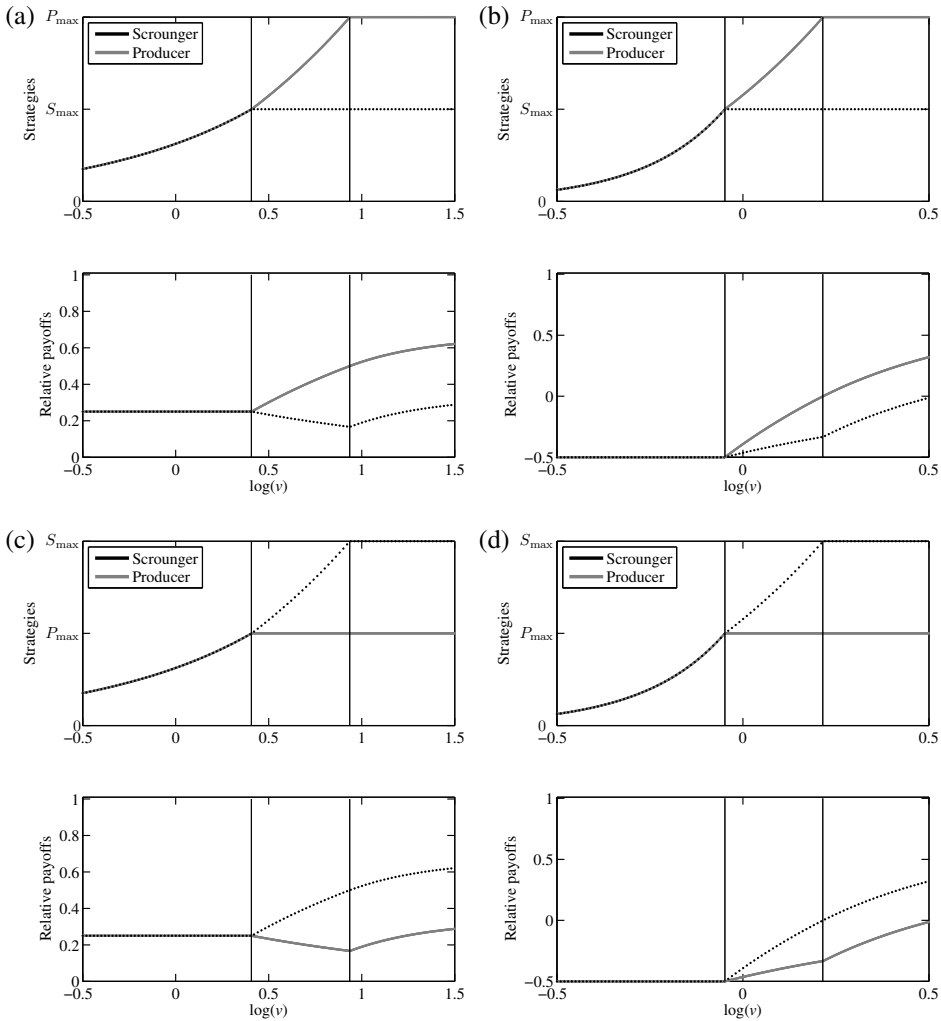 (a)
P_max
S_max
0
Strategies
Scrounger
Producer
−0.5 0 0.5 1 1.5
1
0.8
0.6
0.4
0.2
0
Relative payoffs
−0.5 0 0.5 1 1.5
log(v)
(b)
P_max
S_max
0
Strategies
Scrounger
Producer
−0.5 0 0.5
1
0.5
0
−0.5
Relative payoffs
−0.5 0 0.5
log(v)
(c)
S_max
P_max
0
Strategies
Scrounger
Producer
−0.5 0 0.5 1 1.5
1
0.8
0.6
0.4
0.2
0
Relative payoffs
−0.5 0 0.5 1 1.5
log(v)
(d)
S_max
P_max
0
Strategies
Scrounger
Producer
−0.5 0 0.5
1
0.5
0
−0.5
Relative payoffs
−0.5 0 0.5
log(v)